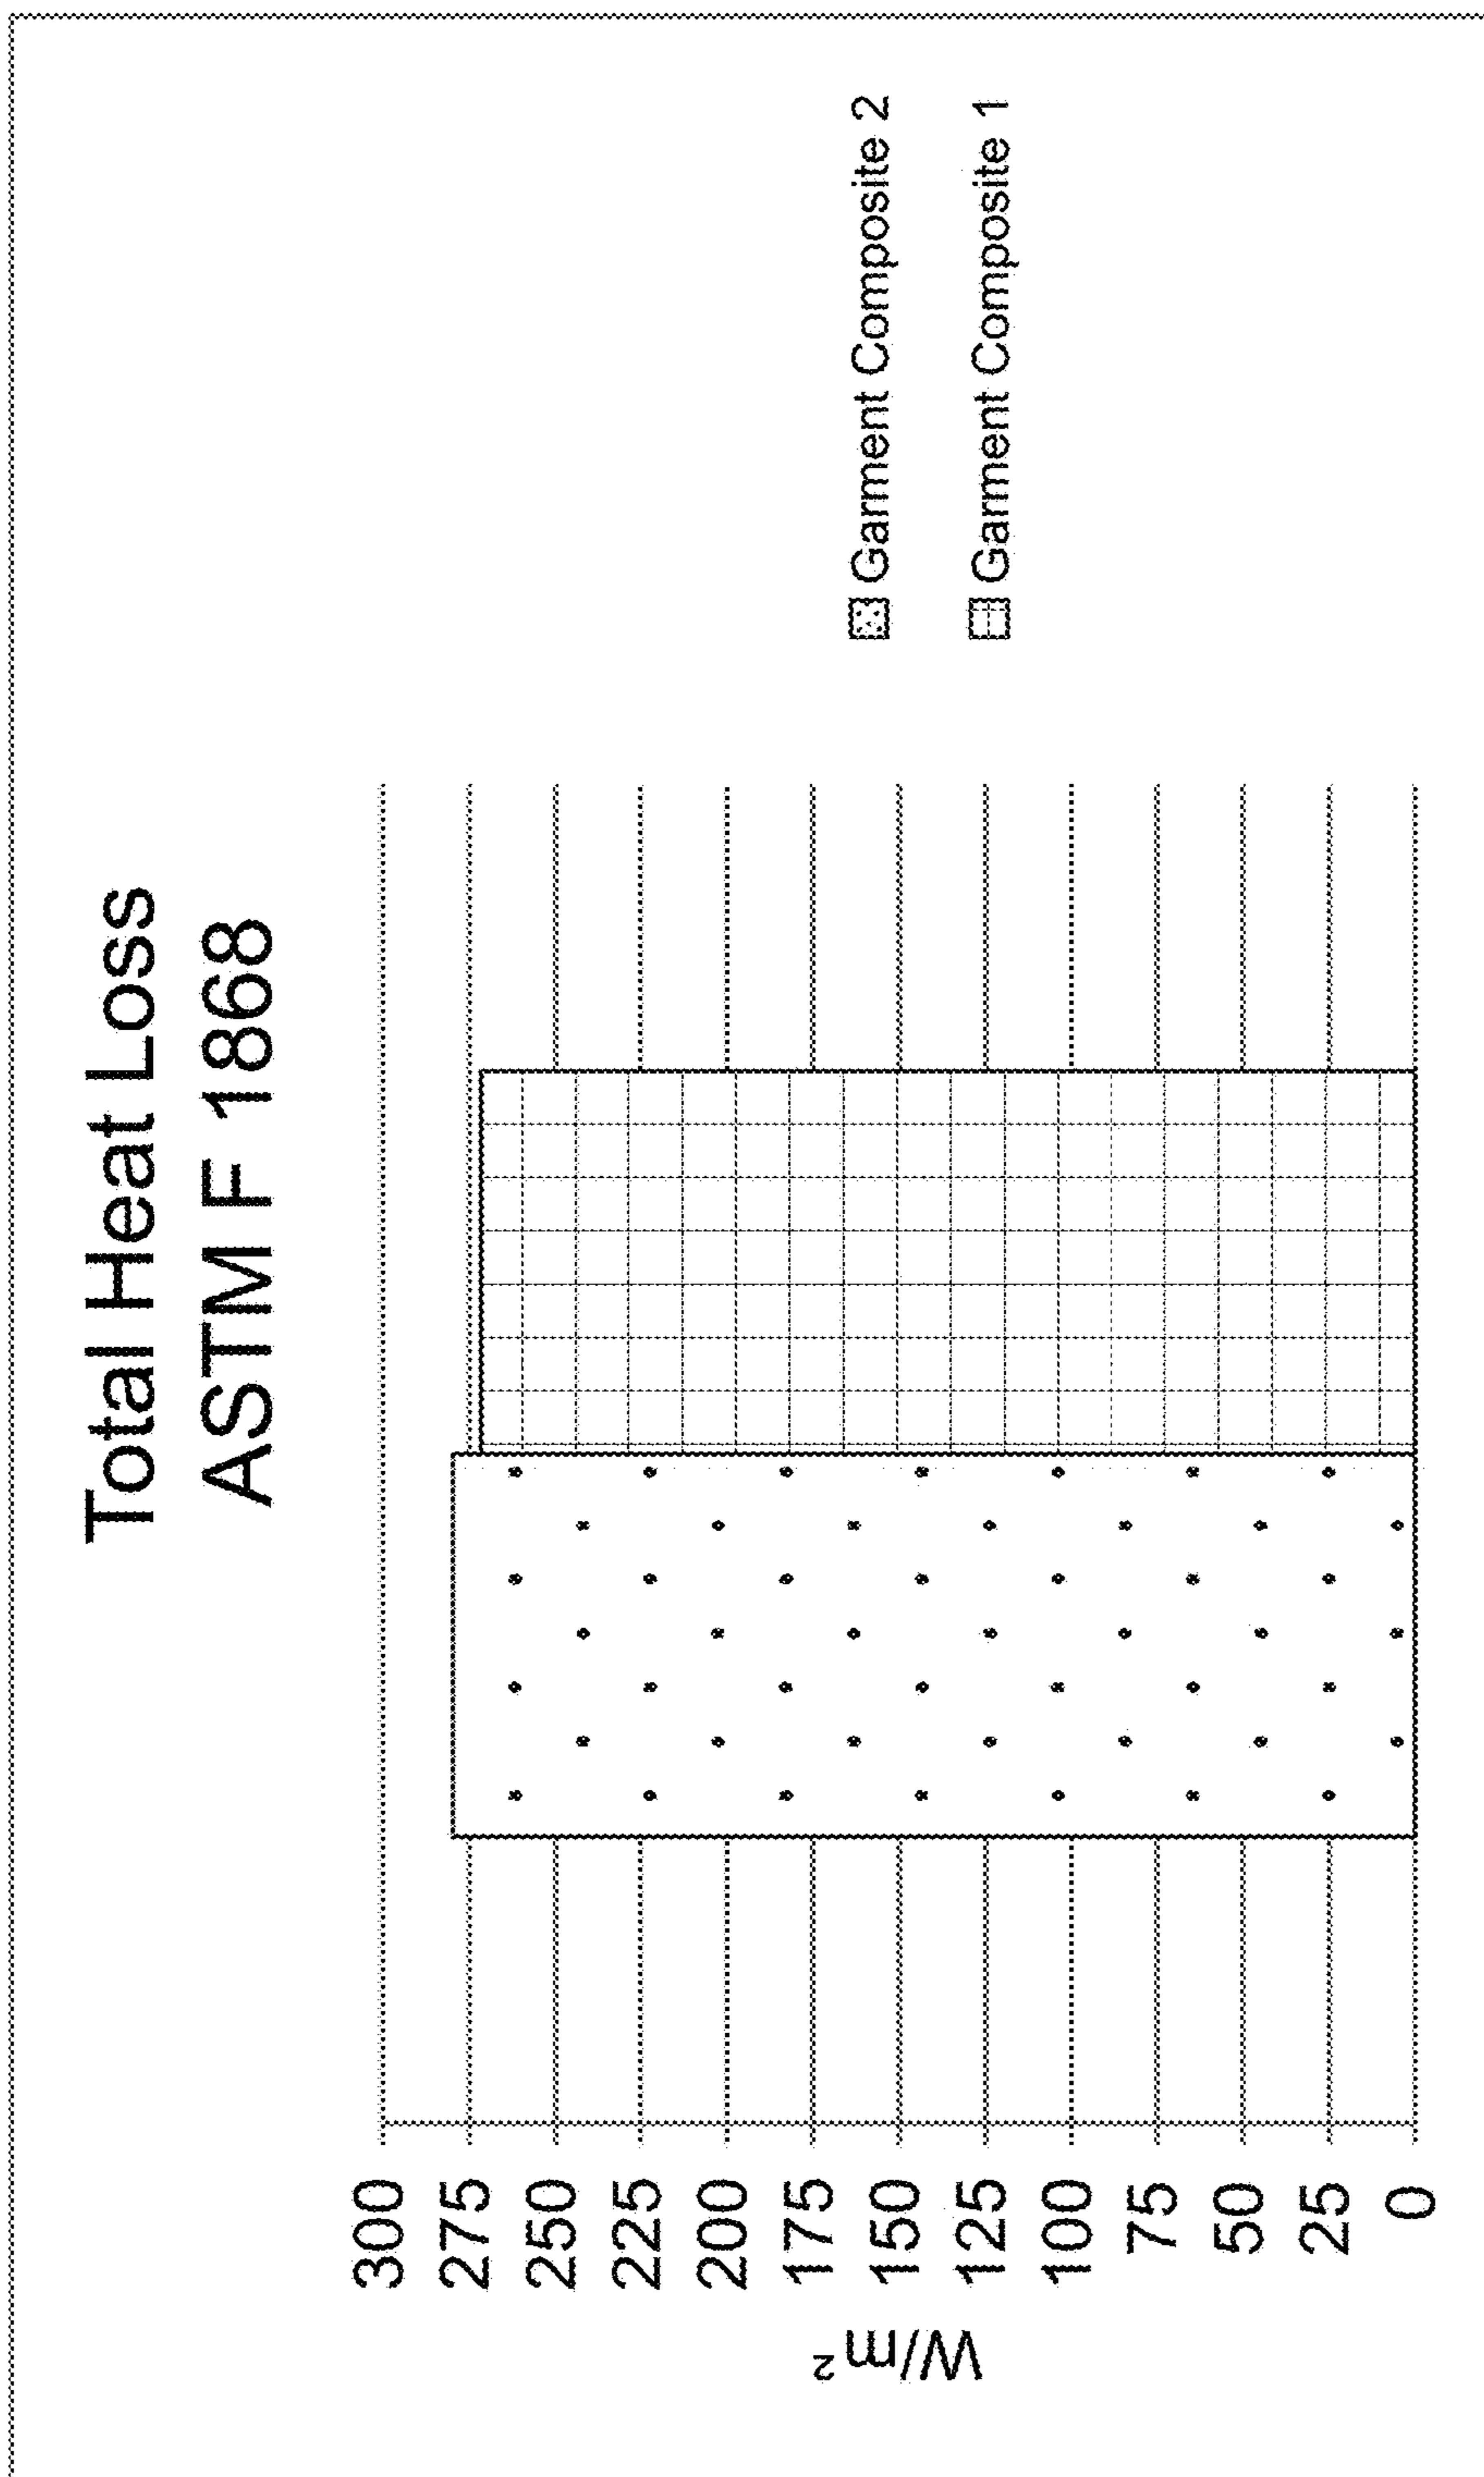 Total Heat Loss
ASTM F 1868
W/m²
300
275
250
225
200
175
150
125
100
75
50
25
0
Garment Composite 2
Garment Composite 1